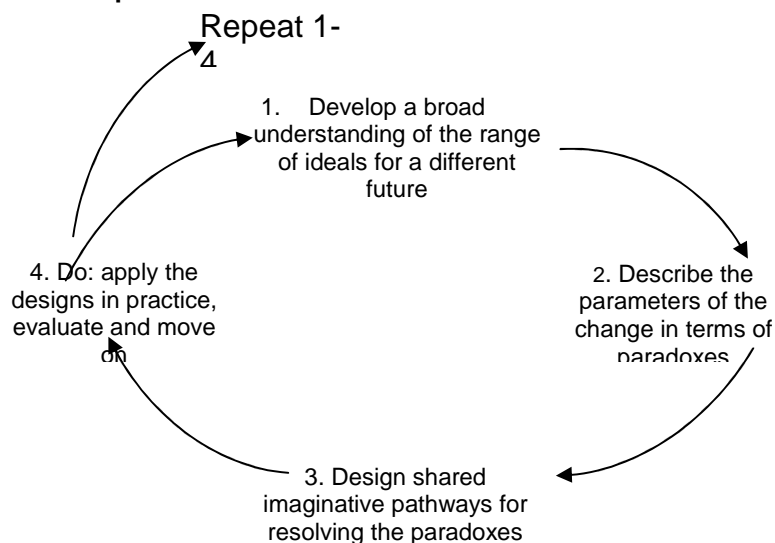 Repeat 1-
4
1. Develop a broad
understanding of the range
of ideals for a different
future
2. Describe the
parameters of the
change in terms of
paradoxes
3. Design shared
imaginative pathways for
resolving the paradoxes
4. Do: apply the
designs in practice,
evaluate and move
on